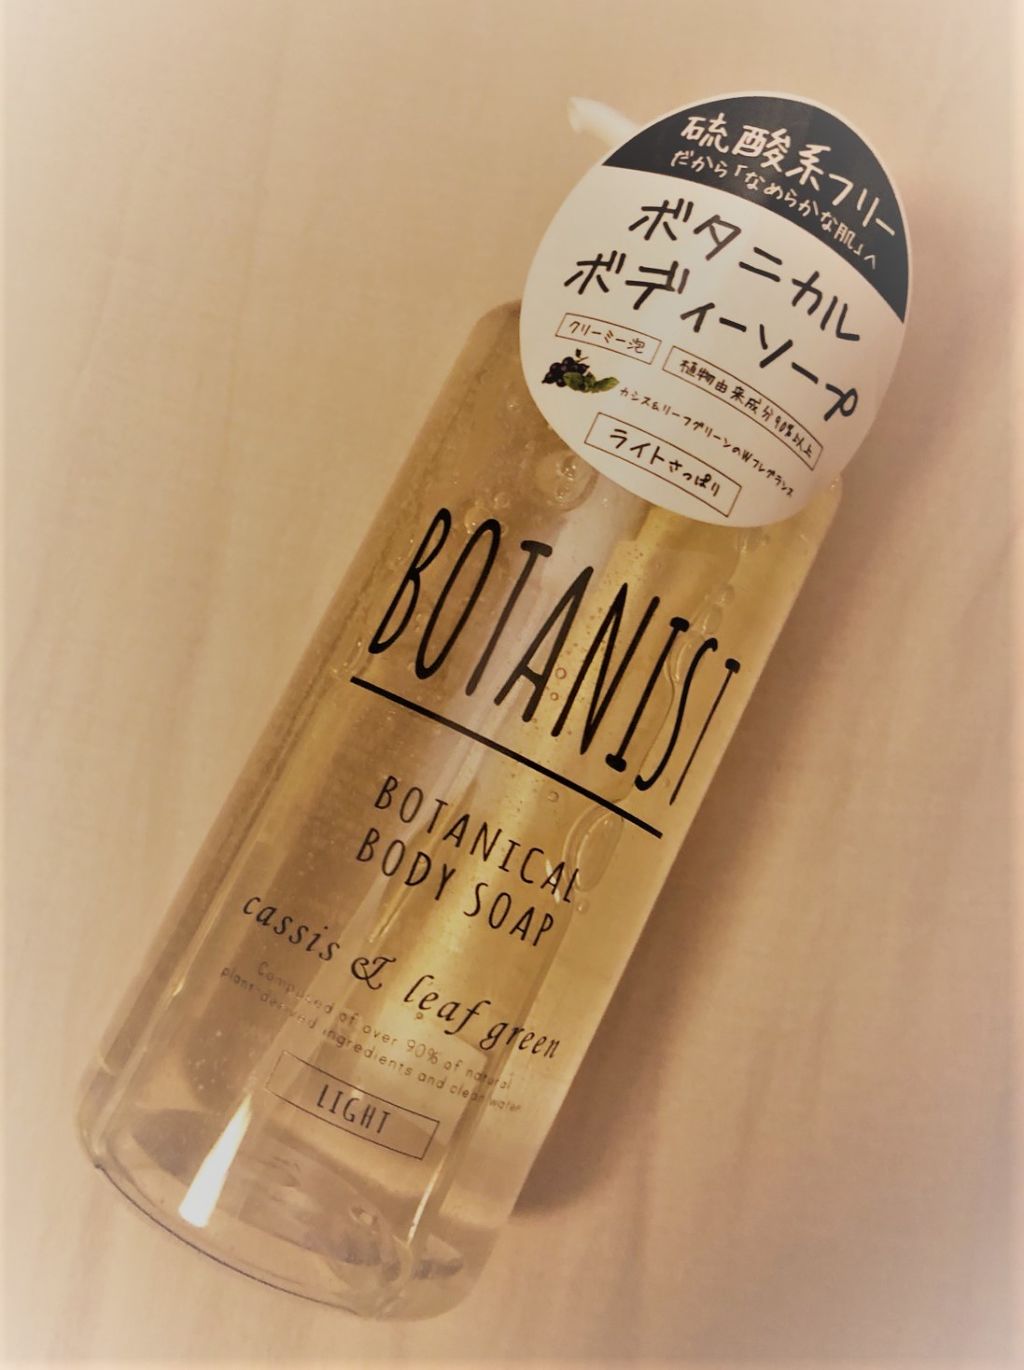 硫酸系フリー
だから「なめらかな肌」へ
ボタニカル
ボディーソープ
クリーミー泡
植物由来成分90%以上
カシス&リーフグリーンのWフレグランス
ライトさっぱり
BOTANIST
BOTANICAL
BODY SOAP
cassis & leaf green
Composed of over 90% of natural
plant-derived ingredients and clean water
LIGHT